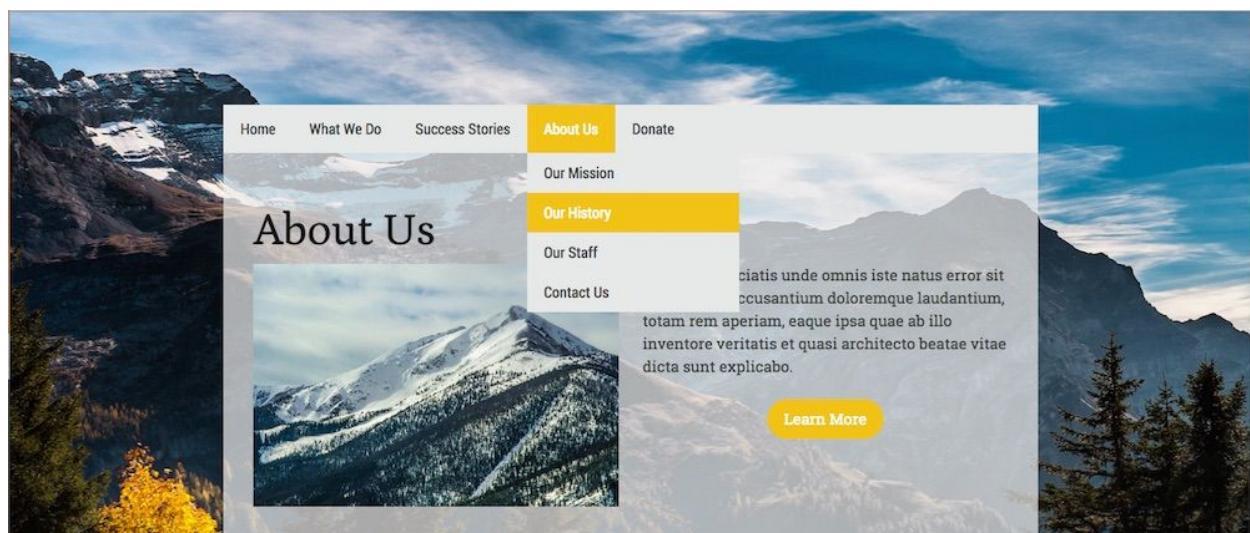 Home What We Do Success Stories About Us Donate
Our Mission
Our History
Our Staff
Contact Us
About Us
unde omnis iste natus error sit
doloremque laudantium,
totam rem aperiam, eaque ipsa quae ab illo
inventore veritatis et quasi architecto beatae vitae
dicta sunt explicabo.
Learn More